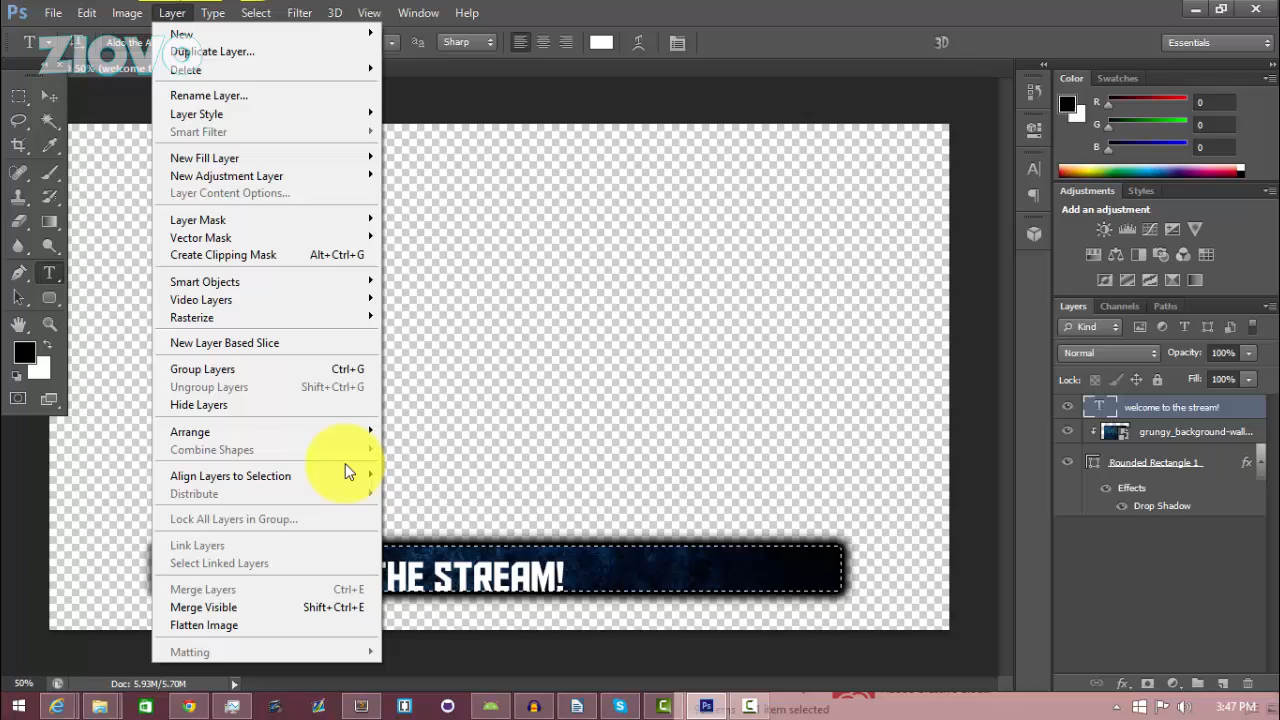 Ps File Edit Image Layer Type Select Filter 3D View Window Help
T Sharp 3D Essentials
ZIOVO
50% (welcome t
New
Duplicate Layer...
Delete
Rename Layer...
Layer Style
Smart Filter
New Fill Layer
New Adjustment Layer
Layer Content Options...
Layer Mask
Vector Mask
Create Clipping Mask Alt+Ctrl+G
Smart Objects
Video Layers
Rasterize
New Layer Based Slice
Group Layers Ctrl+G
Ungroup Layers Shift+Ctrl+G
Hide Layers
Arrange
Combine Shapes
Align Layers to Selection
Distribute
Lock All Layers in Group...
Link Layers
Select Linked Layers
Merge Layers Ctrl+E
Merge Visible Shift+Ctrl+E
Flatten Image
Matting
THE STREAM!
Color Swatches
R 0
G 0
B 0
Adjustments Styles
Add an adjustment
Layers Channels Paths
Kind
Normal Opacity: 100%
Lock: Fill: 100%
welcome to the stream!
grungy_background-wall...
Rounded Rectangle 1 fx
Effects
Drop Shadow
50% Doc: 5.93M/5.70M
item selected
3:47 PM